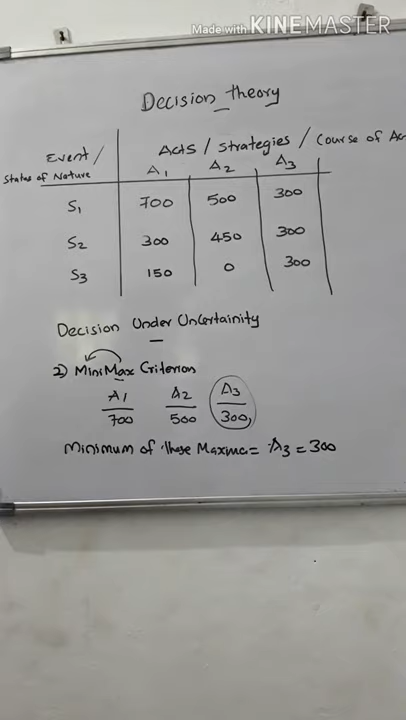 Made with KINEMASTER
Decision theory
Event / Acts / Strategies / Course of Ac
States of Nature A1 A2 A3
S1 700 500 300
S2 300 450 300
S3 150 0 300
Decision Under Uncertainity
2) MiniMax Criterion
A1 A2 A3
700 500 300
Minimum of these Maxima = A3 = 300